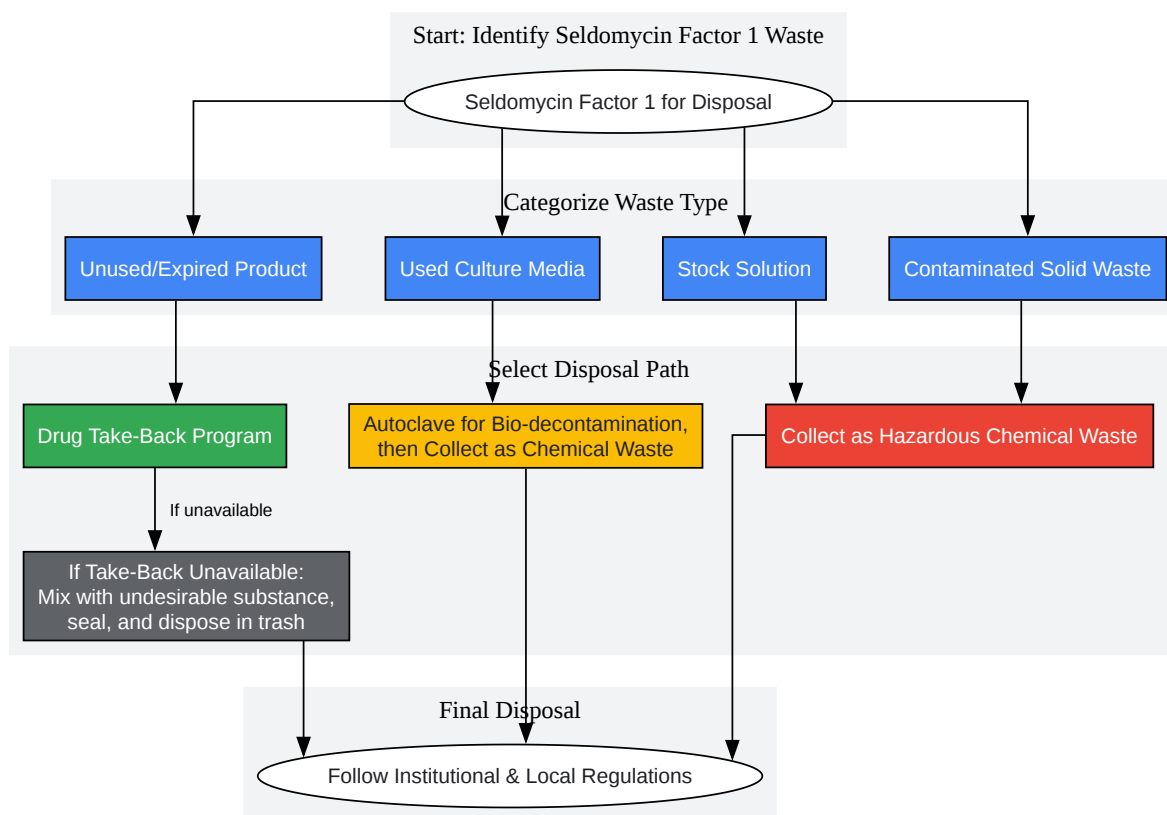 Start: Identify Seldomycin Factor 1 Waste
Seldomycin Factor 1 for Disposal
Categorize Waste Type
Unused/Expired Product
Used Culture Media
Stock Solution
Contaminated Solid Waste
Select Disposal Path
Drug Take-Back Program
Autoclave for Bio-decontamination,
then Collect as Chemical Waste
Collect as Hazardous Chemical Waste
If unavailable
If Take-Back Unavailable:
Mix with undesirable substance,
seal, and dispose in trash
Final Disposal
Follow Institutional & Local Regulations